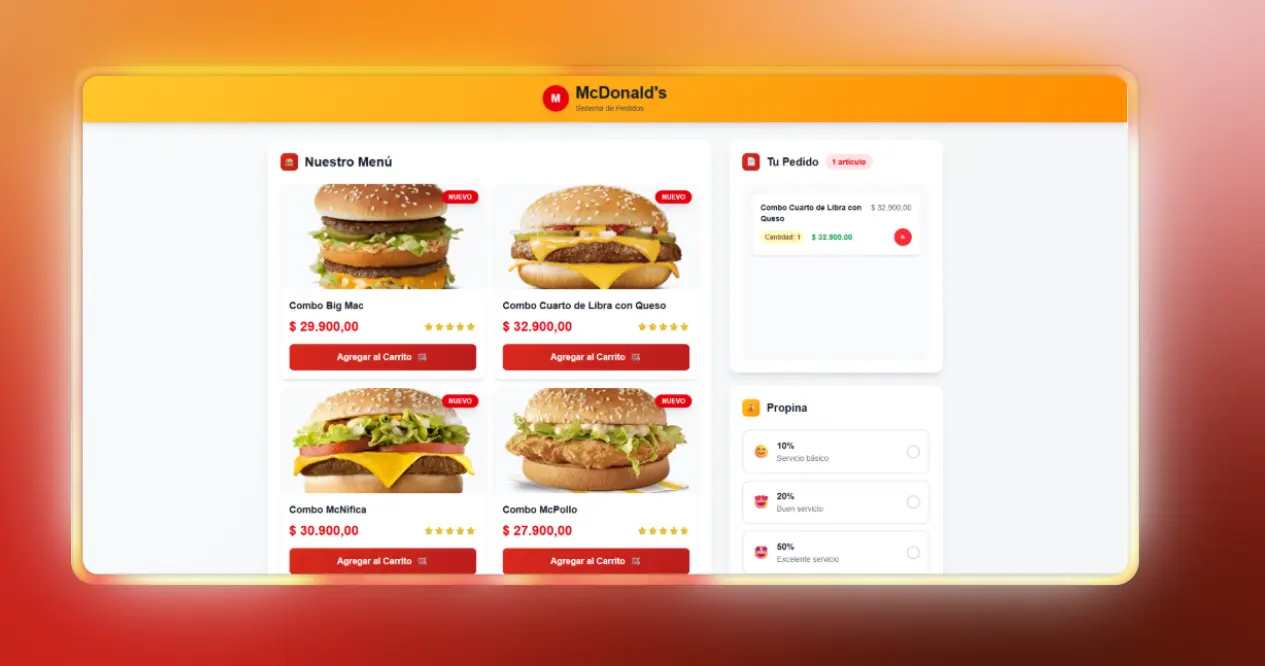 M
McDonald's
Sistema de Pedidos
Nuestro Menú
NUEVO
Combo Big Mac
$ 29.900,00
Agregar al Carrito
NUEVO
Combo Cuarto de Libra con Queso
$ 32.900,00
Agregar al Carrito
NUEVO
Combo McNífica
$ 30.900,00
Agregar al Carrito
NUEVO
Combo McPollo
$ 27.900,00
Agregar al Carrito
Tu Pedido
1 artículo
Combo Cuarto de Libra con
Queso
$ 32.900,00
Cantidad: 1
$ 32.900,00
Propina
10%
Servicio básico
20%
Buen servicio
50%
Excelente servicio